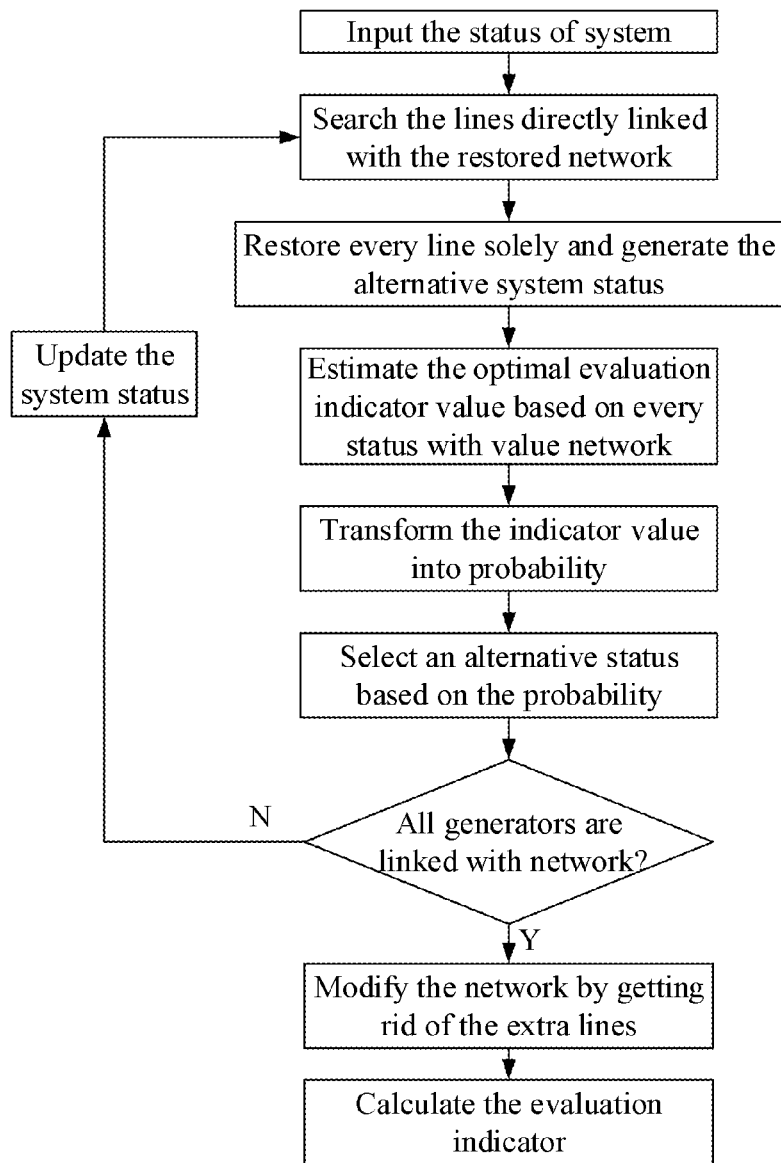 Input the status of system
Search the lines directly linked
with the restored network
Restore every line solely and generate the
alternative system status
Update the
system status
Estimate the optimal evaluation
indicator value based on every
status with value network
Transform the indicator value
into probability
Select an alternative status
based on the probability
N
All generators are
linked with network?
Y
Modify the network by getting
rid of the extra lines
Calculate the evaluation
indicator